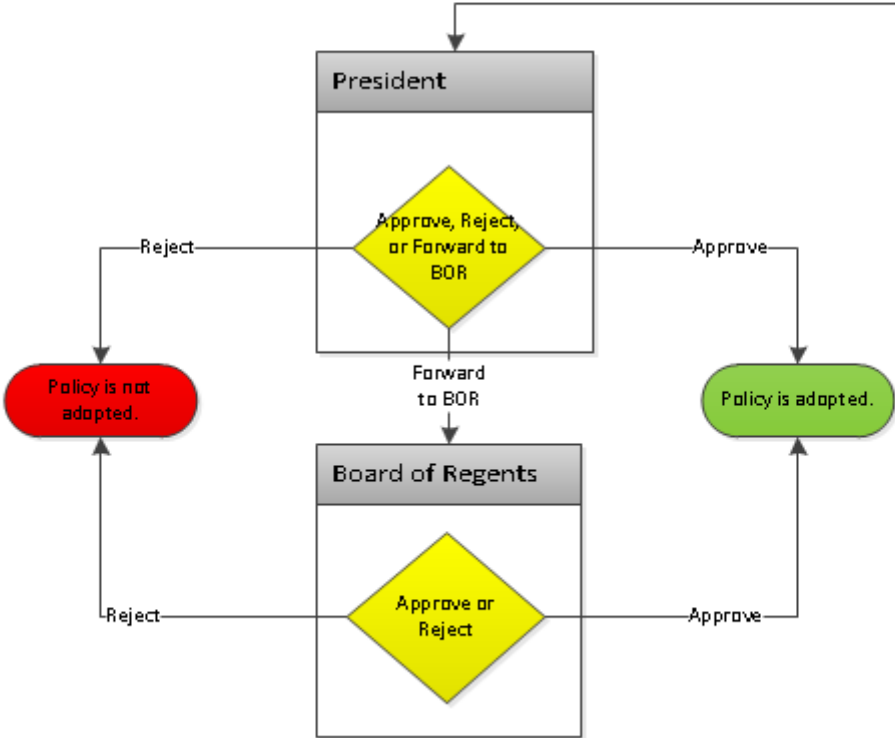 President
Approve, Reject,
or Forward to
BOR
Reject
Approve
Policy is not
adopted.
Forward
to BOR
Policy is adopted.
Board of Regents
Approve or
Reject
Reject
Approve